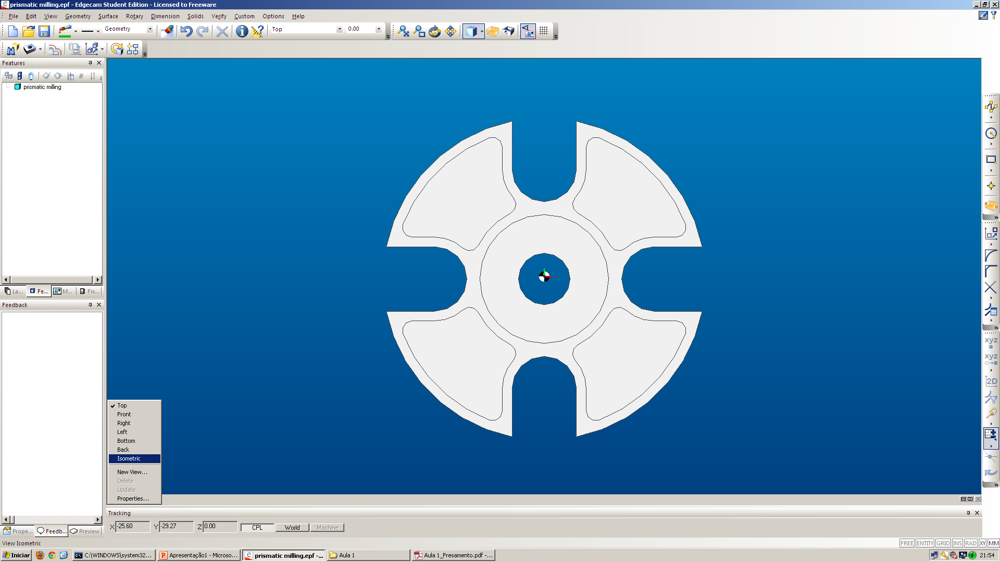 prismatic milling.epf - Edgecam Student Edition - Licensed to Freeware
File Edit View Geometry Surface Rotary Dimension Solids Verify Custom Options Help
Geometry Top 0.00
Features
prismatic milling
La... Fe... M... Fix...
Feedback
Top
Front
Right
Left
Bottom
Back
Isometric
New View...
Delete
Update
Properties...
xyz
xyz
2D
Tracking
X -25.60 Y -29.27 Z 0.00 CPL World Machine
Prope... Feedb... Preview
View Isometric
FREE ENTITY GRID INS RAD XY MM
Iniciar C:\WINDOWS\system32... Apresentação1 - Microso... prismatic milling.epf -... Aula 1 Aula 1_Fresamento.pdf -... 21:54